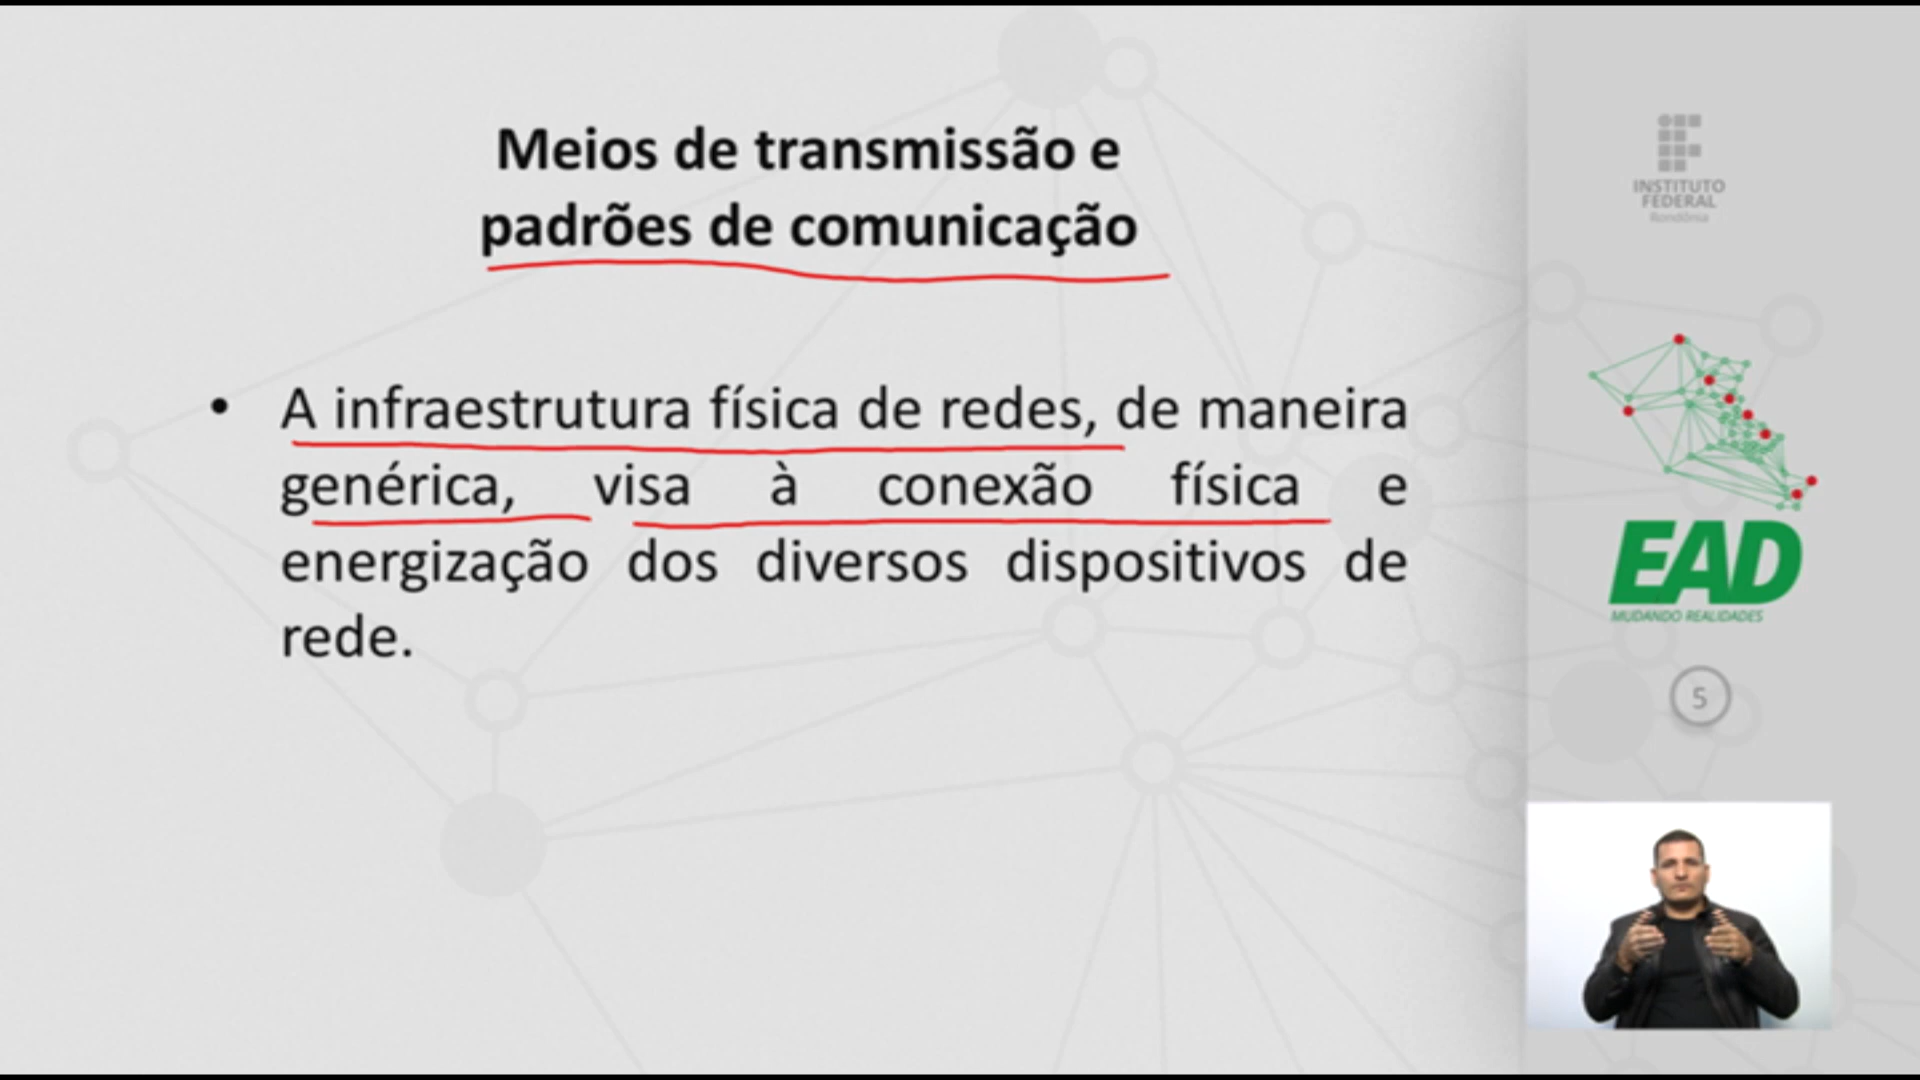 Meios de transmissão e
padrões de comunicação
• A infraestrutura física de redes, de maneira
genérica, visa à conexão física e
energização dos diversos dispositivos de
rede.
INSTITUTO
FEDERAL
Rondônia
EAD
MUDANDO REALIDADES
5